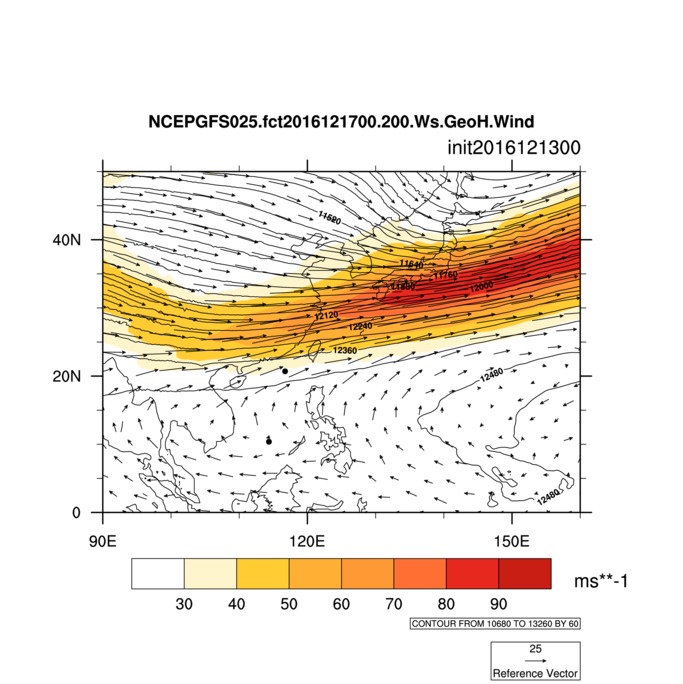 NCEPGFS025.fct2016121700.200.Ws.GeoH.Wind
init2016121300
11520
40N
11640
11760
11880
12000
12120
12240
12360
20N
12480
12480
0
90E 120E 150E
ms**-1
30 40 50 60 70 80 90
CONTOUR FROM 10680 TO 13260 BY 60
25
Reference Vector